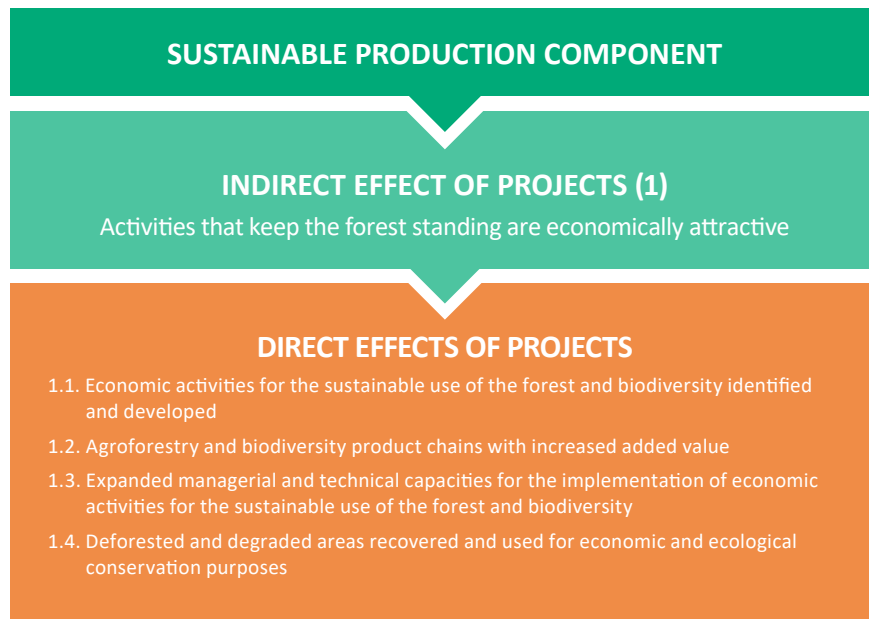 SUSTAINABLE PRODUCTION COMPONENT
INDIRECT EFFECT OF PROJECTS (1)
Activities that keep the forest standing are economically attractive
DIRECT EFFECTS OF PROJECTS
1.1. Economic activities for the sustainable use of the forest and biodiversity identified
and developed
1.2. Agroforestry and biodiversity product chains with increased added value
1.3. Expanded managerial and technical capacities for the implementation of economic
activities for the sustainable use of the forest and biodiversity
1.4. Deforested and degraded areas recovered and used for economic and ecological
conservation purposes